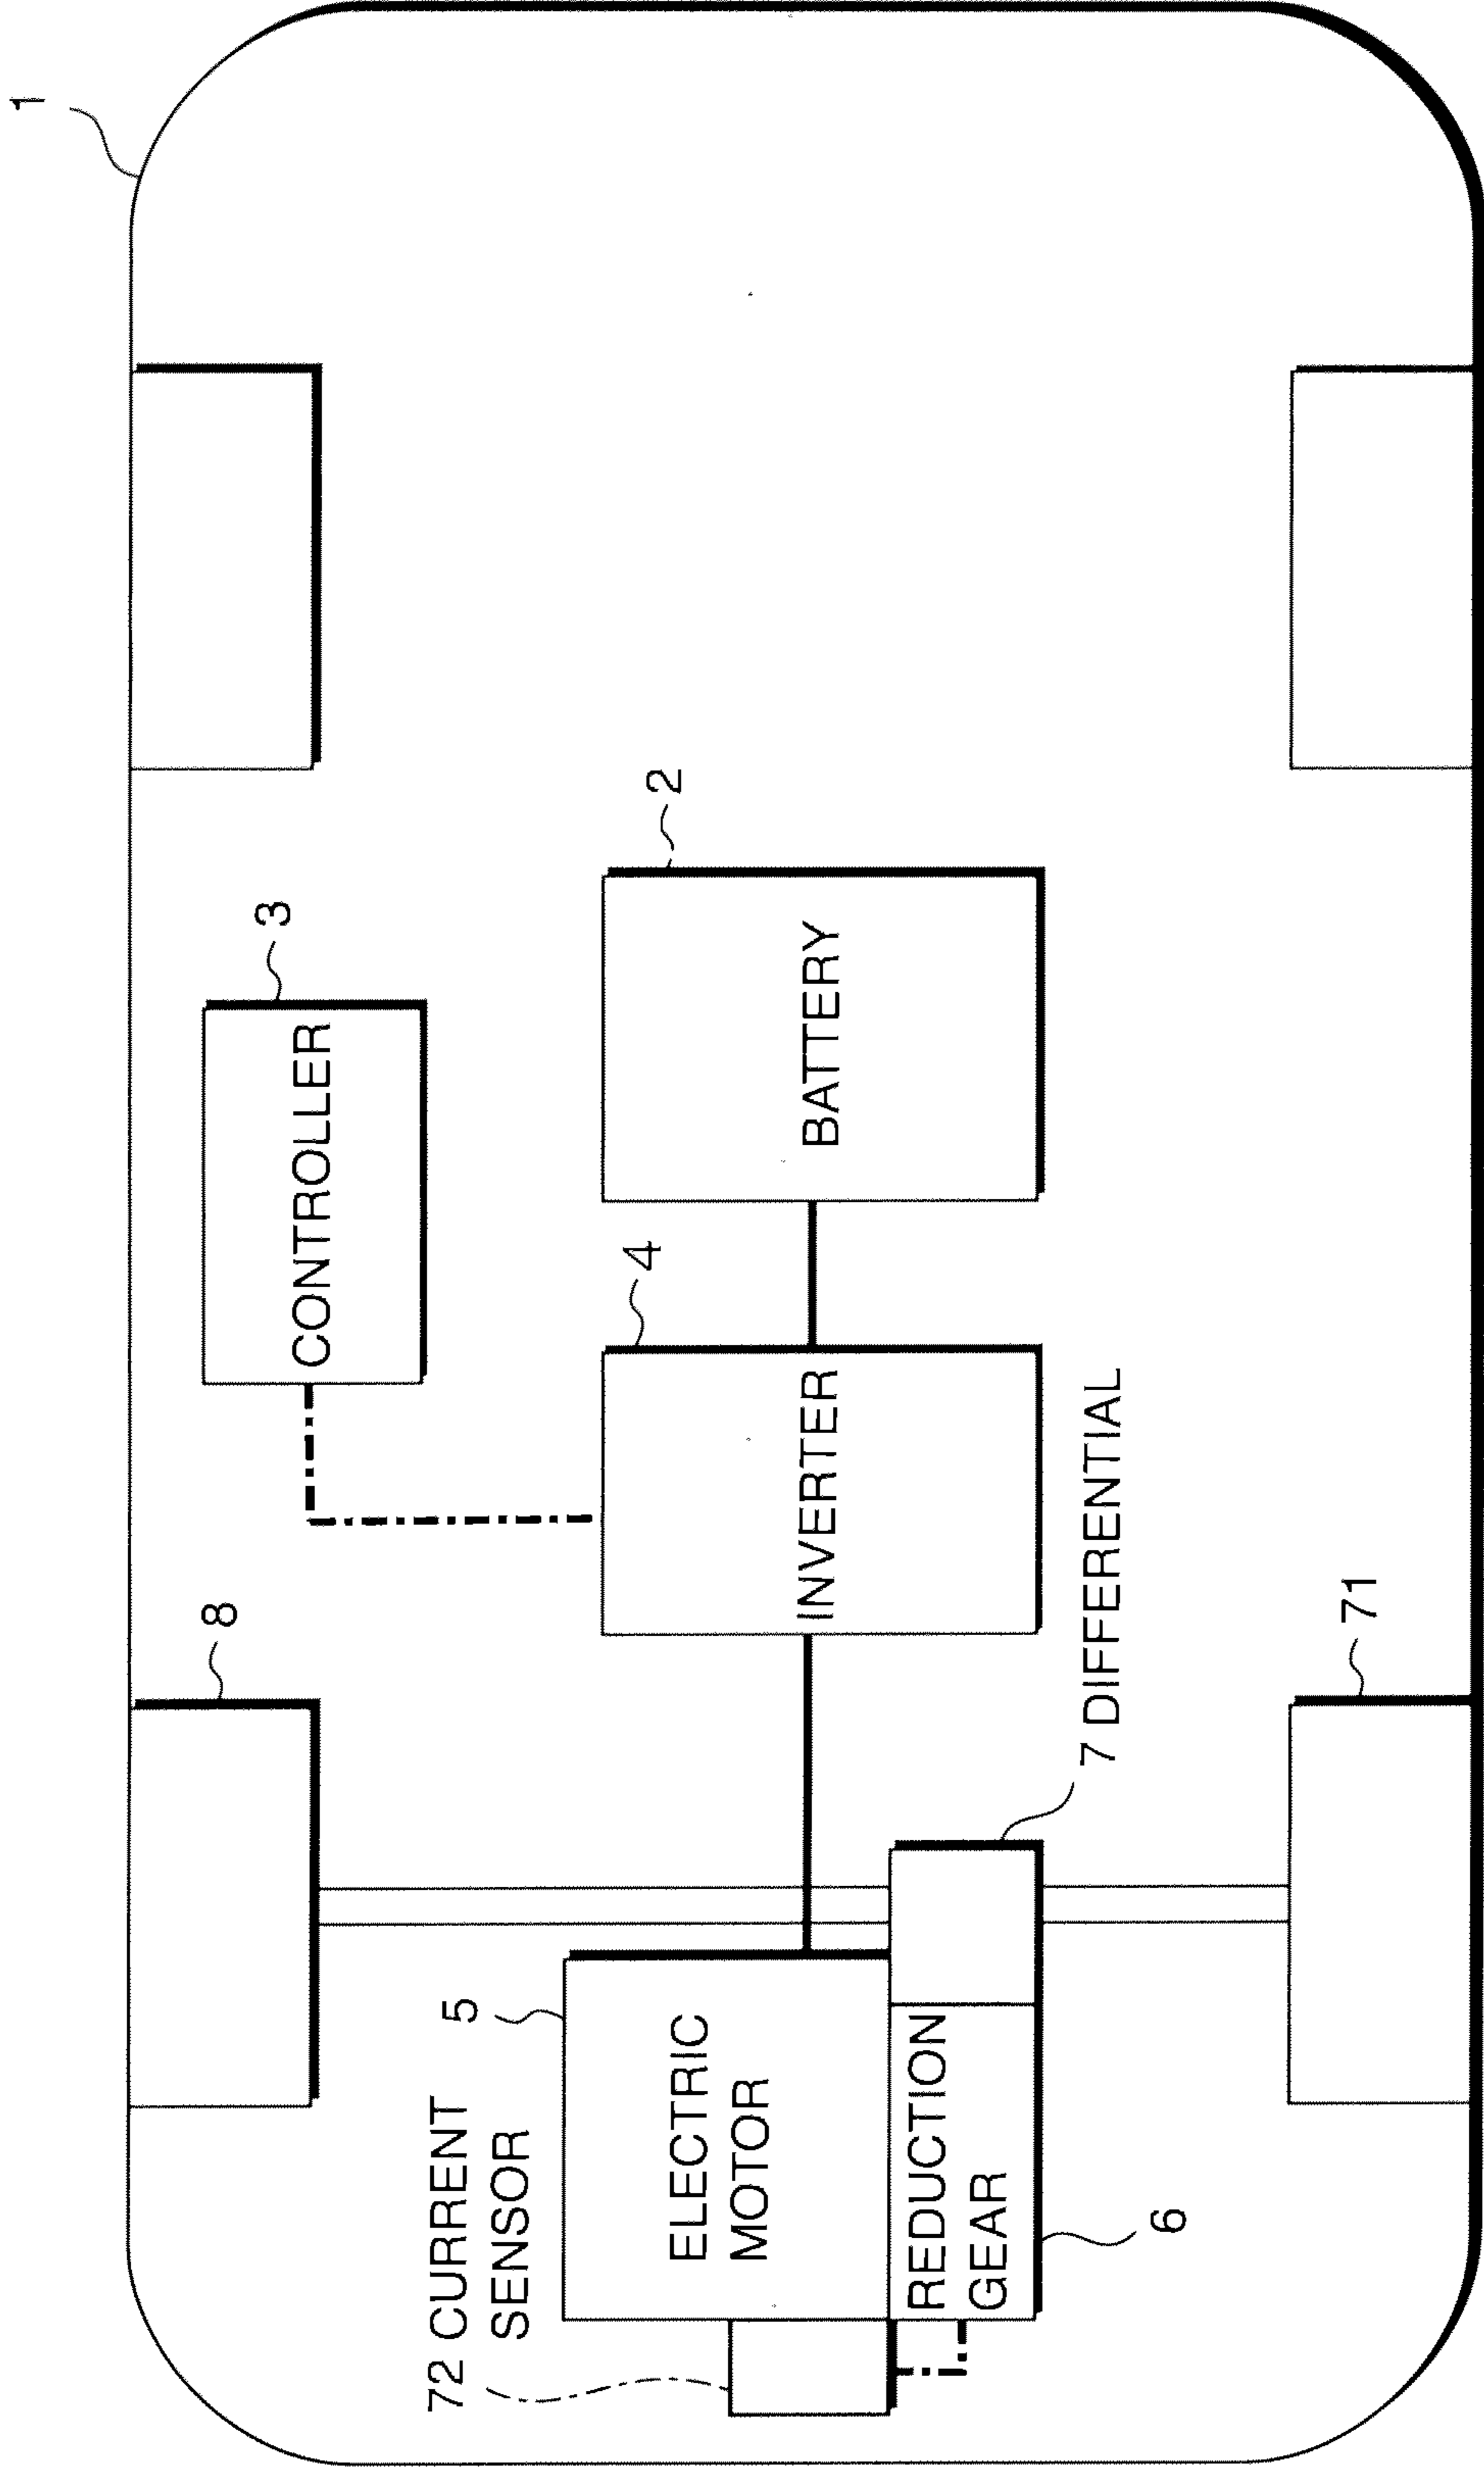 1
2
BATTERY
3
CONTROLLER
4
INVERTER
7 DIFFERENTIAL
8
71
5
ELECTRIC
MOTOR
72 CURRENT
SENSOR
REDUCTION
GEAR
6